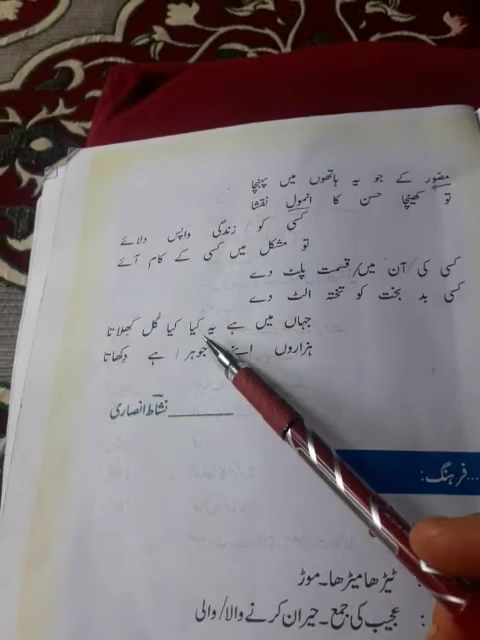 مصور کے جو یہ ہاتھوں میں پہنچا
تو کھینچا حسن کا انمول نقشا
کسی کو زندگی واپس دلائے
تو مشکل میں کسی کے کام آئے
کسی کی آن میں قسمت پلٹ دے
کسی بد بخت کو تختہ الٹ دے
جہاں میں ہے یہ کیا کیا گل کھلاتا
ہزاروں اپنے جوہر ہے دکھاتا
نشاط انصاری
فرہنگ:
ٹیڑھا میڑھا۔ موڑ
: عجیب کی جمع۔ حیران کرنے والا/والی